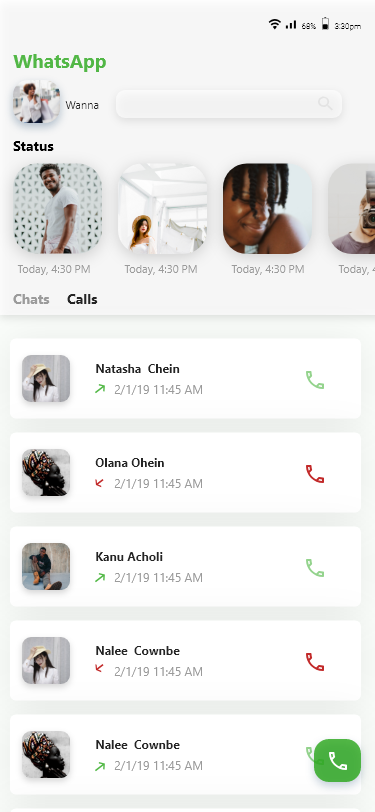 68% 3:30pm
WhatsApp
Wanna
Status
Today, 4:30 PM Today, 4:30 PM Today, 4:30 PM Today, 4
Chats Calls
Natasha Chein
2/1/19 11:45 AM
Olana Ohein
2/1/19 11:45 AM
Kanu Acholi
2/1/19 11:45 AM
Nalee Cownbe
2/1/19 11:45 AM
Nalee Cownbe
2/1/19 11:45 AM